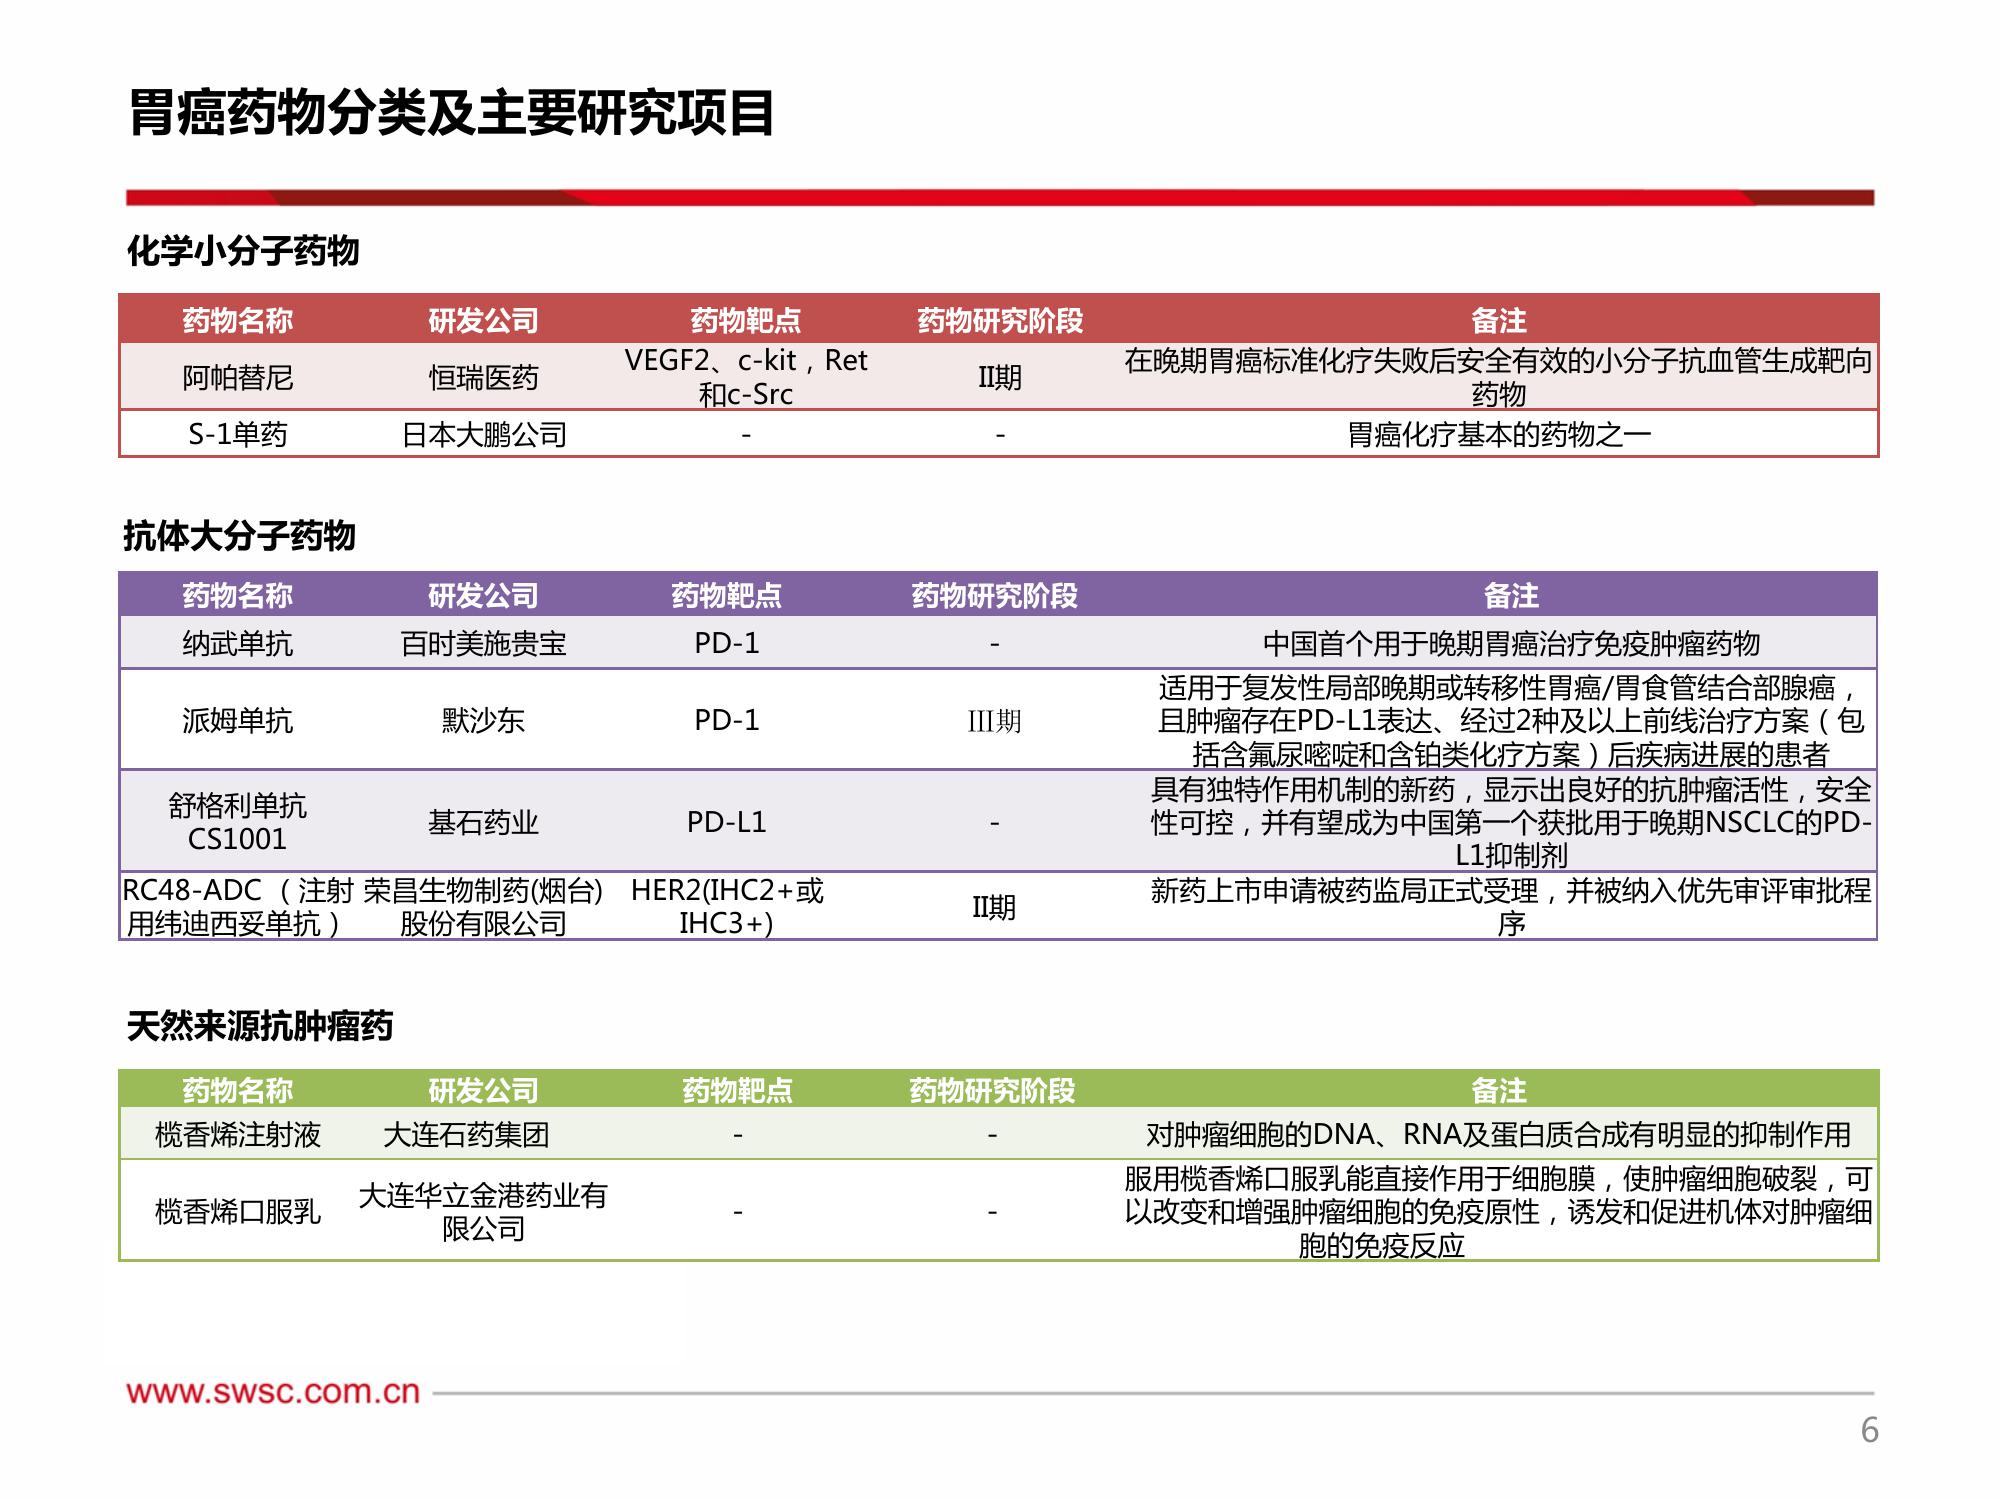 胃癌药物分类及主要研究项目
化学小分子药物
药物名称 研发公司 药物靶点 药物研究阶段 备注
阿帕替尼 恒瑞医药 VEGF2、c-kit，Ret 和c-Src II期 在晚期胃癌标准化疗失败后安全有效的小分子抗血管生成靶向
药物
S-1单药 日本大鹏公司 - - 胃癌化疗基本的药物之一
抗体大分子药物
药物名称 研发公司 药物靶点 药物研究阶段 备注
纳武单抗 百时美施贵宝 PD-1 - 中国首个用于晚期胃癌治疗免疫肿瘤药物
派姆单抗 默沙东 PD-1 III期 适用于复发性局部晚期或转移性胃癌/胃食管结合部腺癌，
且肿瘤存在PD-L1表达、经过2种及以上前线治疗方案（包
括含氟尿嘧啶和含铂类化疗方案）后疾病进展的患者
舒格利单抗
CS1001 基石药业 PD-L1 - 具有独特作用机制的新药，显示出良好的抗肿瘤活性，安全
性可控，并有望成为中国第一个获批用于晚期NSCLC的PD-
L1抑制剂
RC48-ADC （注射
用纬迪西妥单抗） 荣昌生物制药(烟台)
股份有限公司 HER2(IHC2+或
IHC3+) II期 新药上市申请被药监局正式受理，并被纳入优先审评审批程
序
天然来源抗肿瘤药
药物名称 研发公司 药物靶点 药物研究阶段 备注
榄香烯注射液 大连石药集团 - - 对肿瘤细胞的DNA、RNA及蛋白质合成有明显的抑制作用
榄香烯口服乳 大连华立金港药业有
限公司 - - 服用榄香烯口服乳能直接作用于细胞膜，使肿瘤细胞破裂，可
以改变和增强肿瘤细胞的免疫原性，诱发和促进机体对肿瘤细
胞的免疫反应
www.swsc.com.cn
6